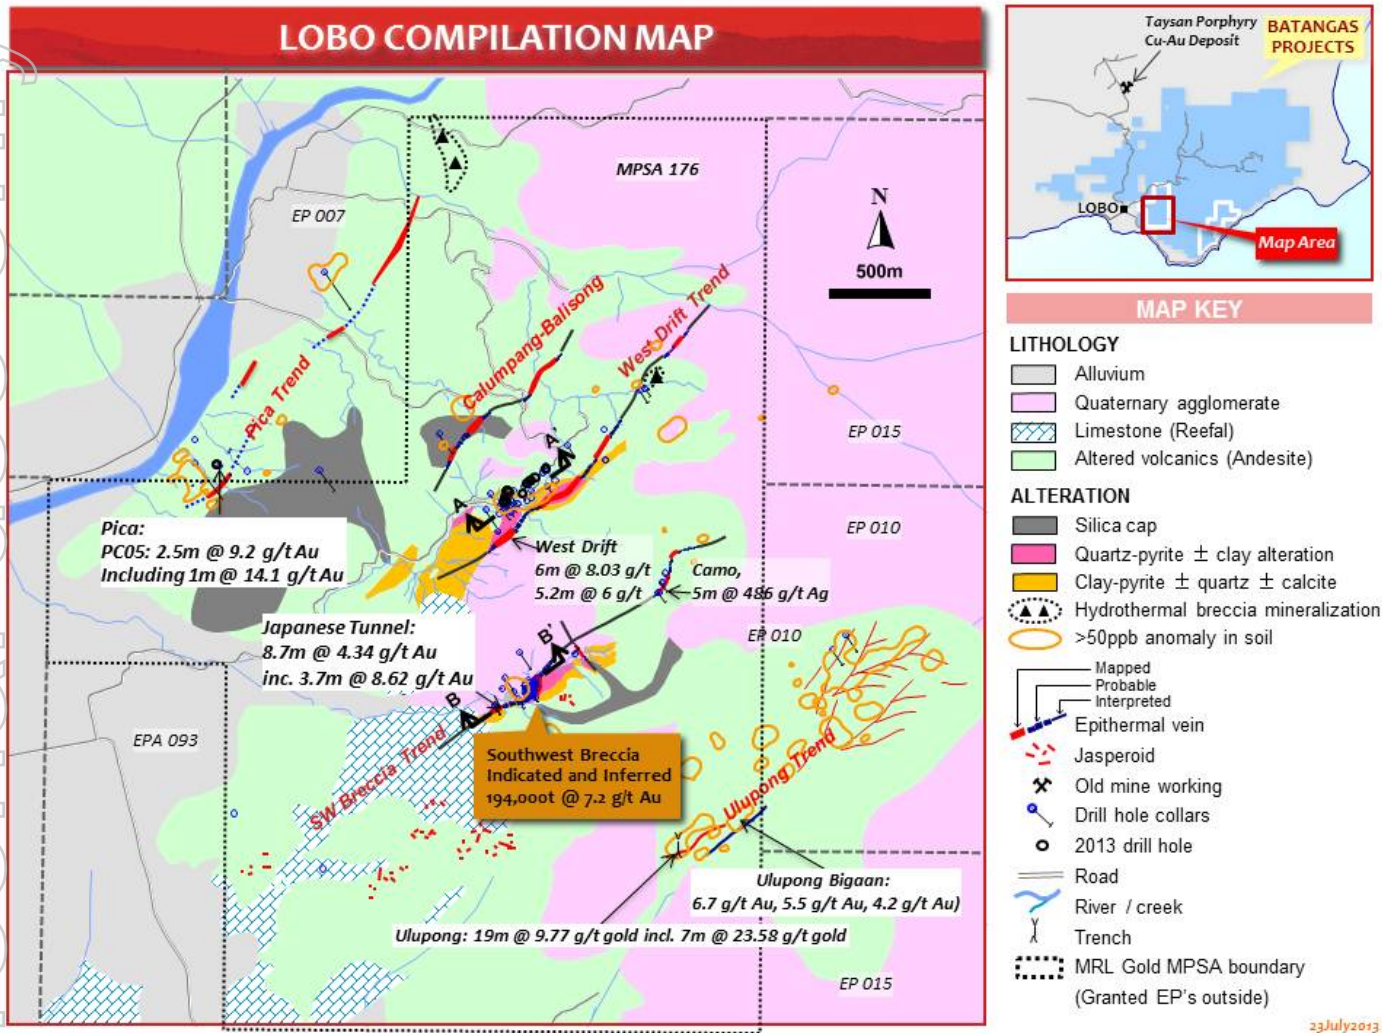 LOBO COMPILATION MAP
MPSA 176
EP 007
N
500m
Pica Trend
Calumpang-Balisong
West Drift Trend
EP 015
A'
A
Pica:
PC05: 2.5m @ 9.2 g/t Au
Including 1m @ 14.1 g/t Au
West Drift
6m @ 8.03 g/t
5.2m @ 6 g/t
Camo,
5m @ 486 g/t Ag
EP 010
Japanese Tunnel:
8.7m @ 4.34 g/t Au
inc. 3.7m @ 8.62 g/t Au
EP 010
B'
B
EPA 093
SW Breccia Trend
Southwest Breccia
Indicated and Inferred
194,000t @ 7.2 g/t Au
Ulupong Trend
Ulupong Bigaan:
6.7 g/t Au, 5.5 g/t Au, 4.2 g/t Au)
Ulupong: 19m @ 9.77 g/t gold incl. 7m @ 23.58 g/t gold
EP 015
Taysan Porphyry
Cu-Au Deposit
BATANGAS
PROJECTS
LOBO
Map Area
MAP KEY
LITHOLOGY
Alluvium
Quaternary agglomerate
Limestone (Reefal)
Altered volcanics (Andesite)
ALTERATION
Silica cap
Quartz-pyrite ± clay alteration
Clay-pyrite ± quartz ± calcite
Hydrothermal breccia mineralization
>50ppb anomaly in soil
Mapped
Probable
Interpreted
Epithermal vein
Jasperoid
Old mine working
Drill hole collars
2013 drill hole
Road
River / creek
Trench
MRL Gold MPSA boundary
(Granted EP's outside)
23July2013